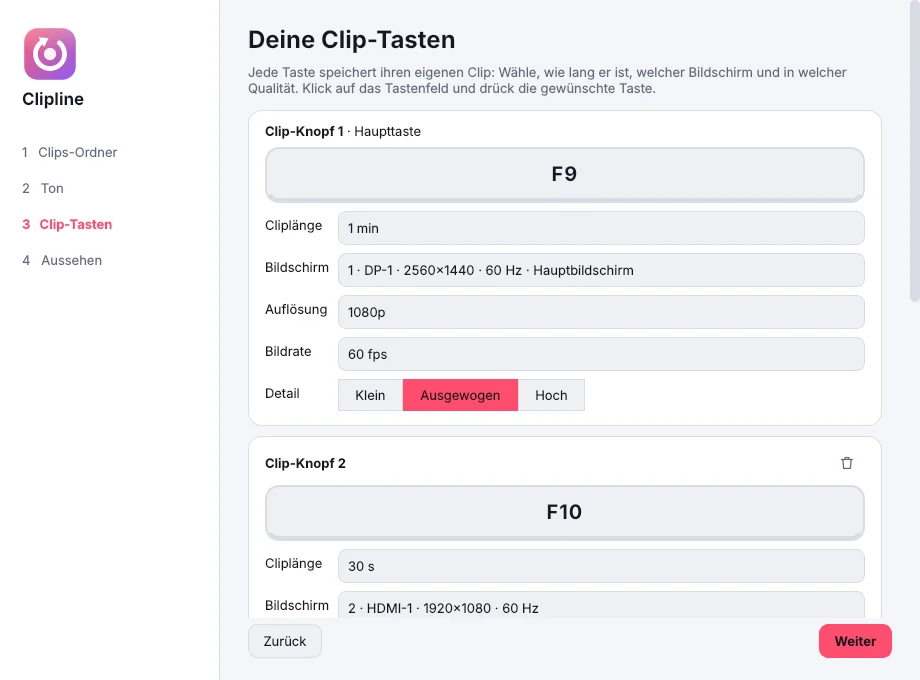 Clipline
1 Clips-Ordner
2 Ton
3 Clip-Tasten
4 Aussehen
Deine Clip-Tasten
Jede Taste speichert ihren eigenen Clip: Wähle, wie lang er ist, welcher Bildschirm und in welcher
Qualität. Klick auf das Tastenfeld und drück die gewünschte Taste.
Clip-Knopf 1 · Haupttaste
F9
Cliplänge
1 min
Bildschirm
1 · DP-1 · 2560×1440 · 60 Hz · Hauptbildschirm
Auflösung
1080p
Bildrate
60 fps
Detail
Klein
Ausgewogen
Hoch
Clip-Knopf 2
F10
Cliplänge
30 s
Bildschirm
2 · HDMI-1 · 1920×1080 · 60 Hz
Zurück
Weiter